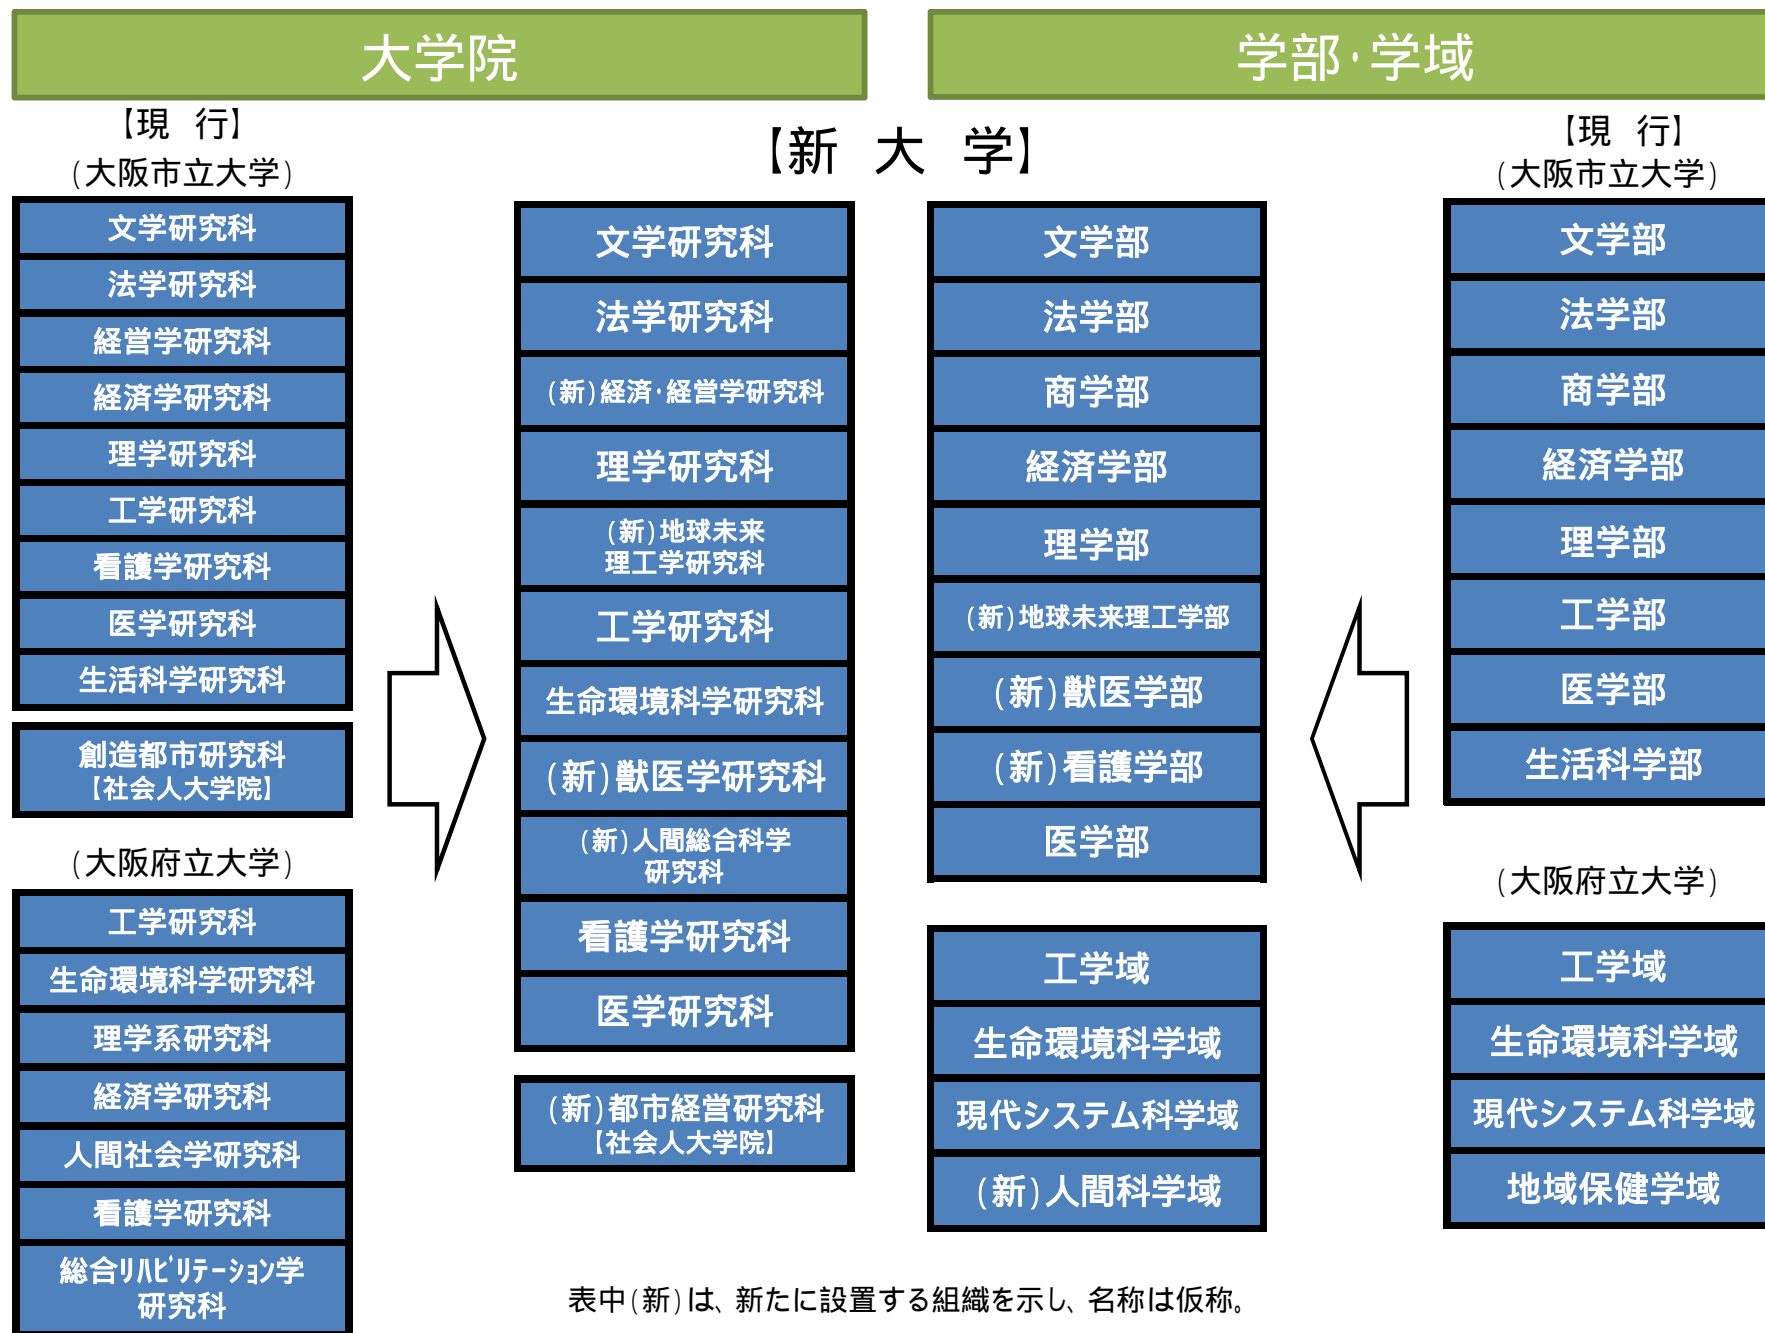 大学院
学部・学域
【現　行】
(大阪市立大学)
文学研究科
法学研究科
経営学研究科
経済学研究科
理学研究科
工学研究科
看護学研究科
医学研究科
生活科学研究科
創造都市研究科
【社会人大学院】
(大阪府立大学)
工学研究科
生命環境科学研究科
理学系研究科
経済学研究科
人間社会学研究科
看護学研究科
総合ﾘﾊﾋﾞﾘﾃｰｼｮﾝ学
研究科
【新　大　学】
文学研究科
法学研究科
(新)経済・経営学研究科
理学研究科
(新)地球未来
理工学研究科
工学研究科
生命環境科学研究科
(新)獣医学研究科
(新)人間総合科学
研究科
看護学研究科
医学研究科
(新)都市経営研究科
【社会人大学院】
文学部
法学部
商学部
経済学部
理学部
(新)地球未来理工学部
(新)獣医学部
(新)看護学部
医学部
工学域
生命環境科学域
現代システム科学域
(新)人間科学域
【現　行】
(大阪市立大学)
文学部
法学部
商学部
経済学部
理学部
工学部
医学部
生活科学部
(大阪府立大学)
工学域
生命環境科学域
現代システム科学域
地域保健学域
表中(新)は、新たに設置する組織を示し、名称は仮称。